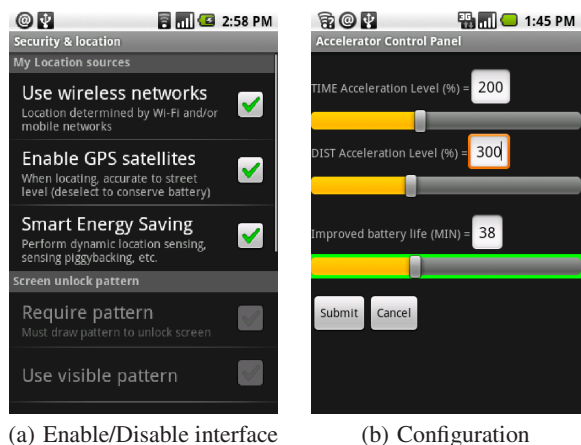 2:58 PM
Security & location
My Location sources
Use wireless networks
Location determined by Wi-Fi and/or
mobile networks
Enable GPS satellites
When locating, accurate to street
level (deselect to conserve battery)
Smart Energy Saving
Perform dynamic location sensing,
sensing piggybacking, etc.
Screen unlock pattern
Require pattern
Must draw pattern to unlock screen
Use visible pattern
(a) Enable/Disable interface
3G 1:45 PM
Accelerator Control Panel
TIME Acceleration Level (%) = 200
DIST Acceleration Level (%) = 300
Improved battery life (MIN) = 38
Submit Cancel
(b) Configuration